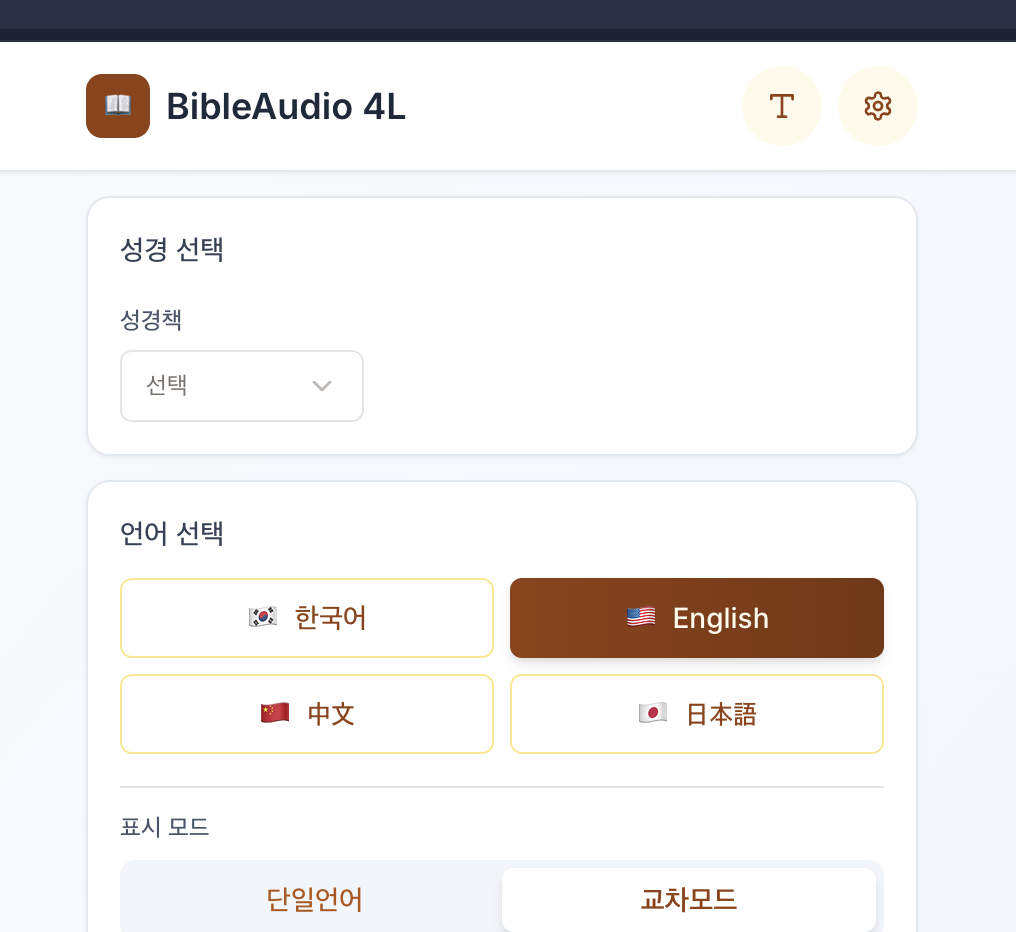 BibleAudio 4L
성경 선택
성경책
선택
언어 선택
한국어
English
中文
日本語
표시 모드
단일언어
교차모드